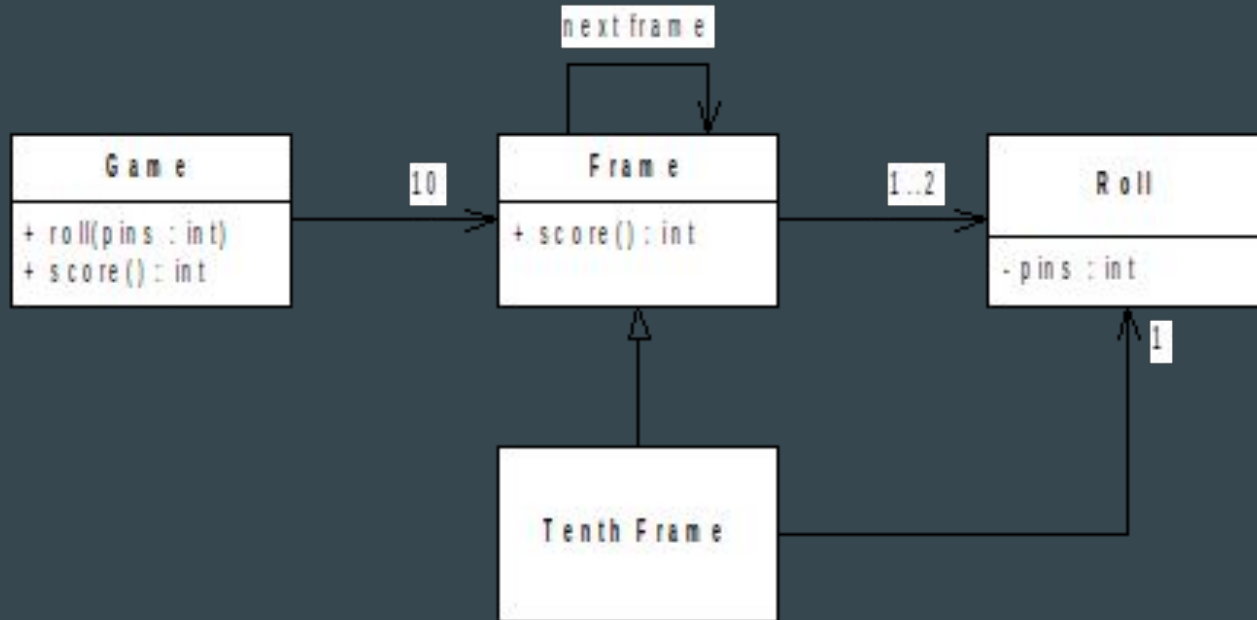 next frame
Game
+ roll(pins : int)
+ score() : int
10
Frame
+ score() : int
1..2
Roll
- pins : int
1
Tenth Frame